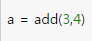 a = add(3,4)